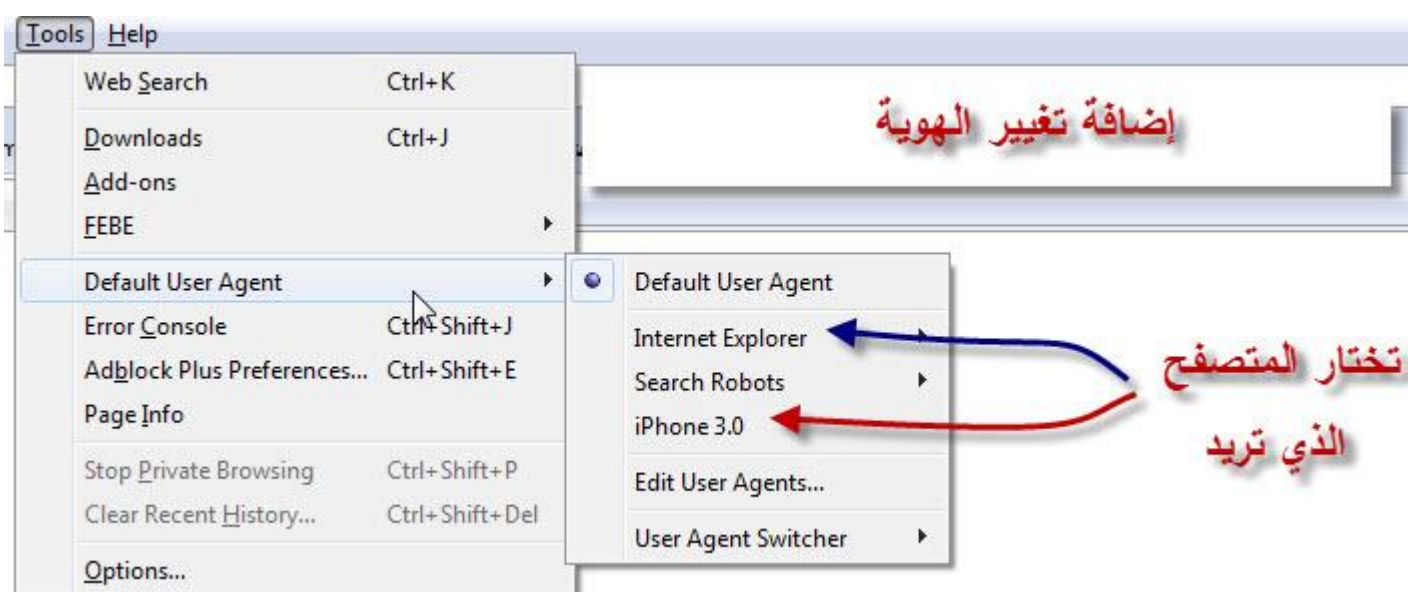 Tools Help
Web Search Ctrl+K
Downloads Ctrl+J
Add-ons
FEBE
Default User Agent
Error Console Ctrl+Shift+J
Adblock Plus Preferences... Ctrl+Shift+E
Page Info
Stop Private Browsing Ctrl+Shift+P
Clear Recent History... Ctrl+Shift+Del
Options...
Default User Agent
Internet Explorer
Search Robots
iPhone 3.0
Edit User Agents...
User Agent Switcher
إضافة تغيير الهوية
تختار المتصفح
الذي تريد